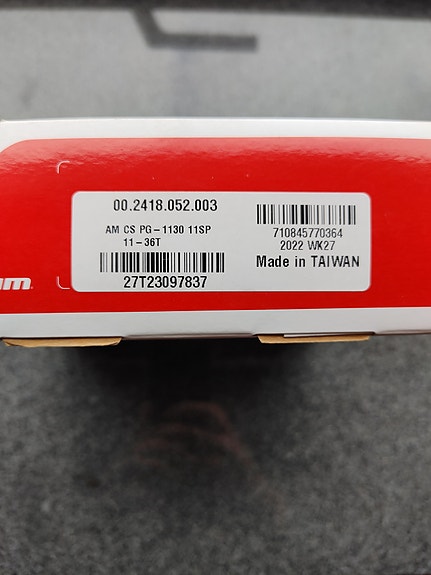 00.2418.052.003
AM CS PG-1130 11SP
11-36T
27T23097837
710845770364
2022 WK27
Made in TAIWAN